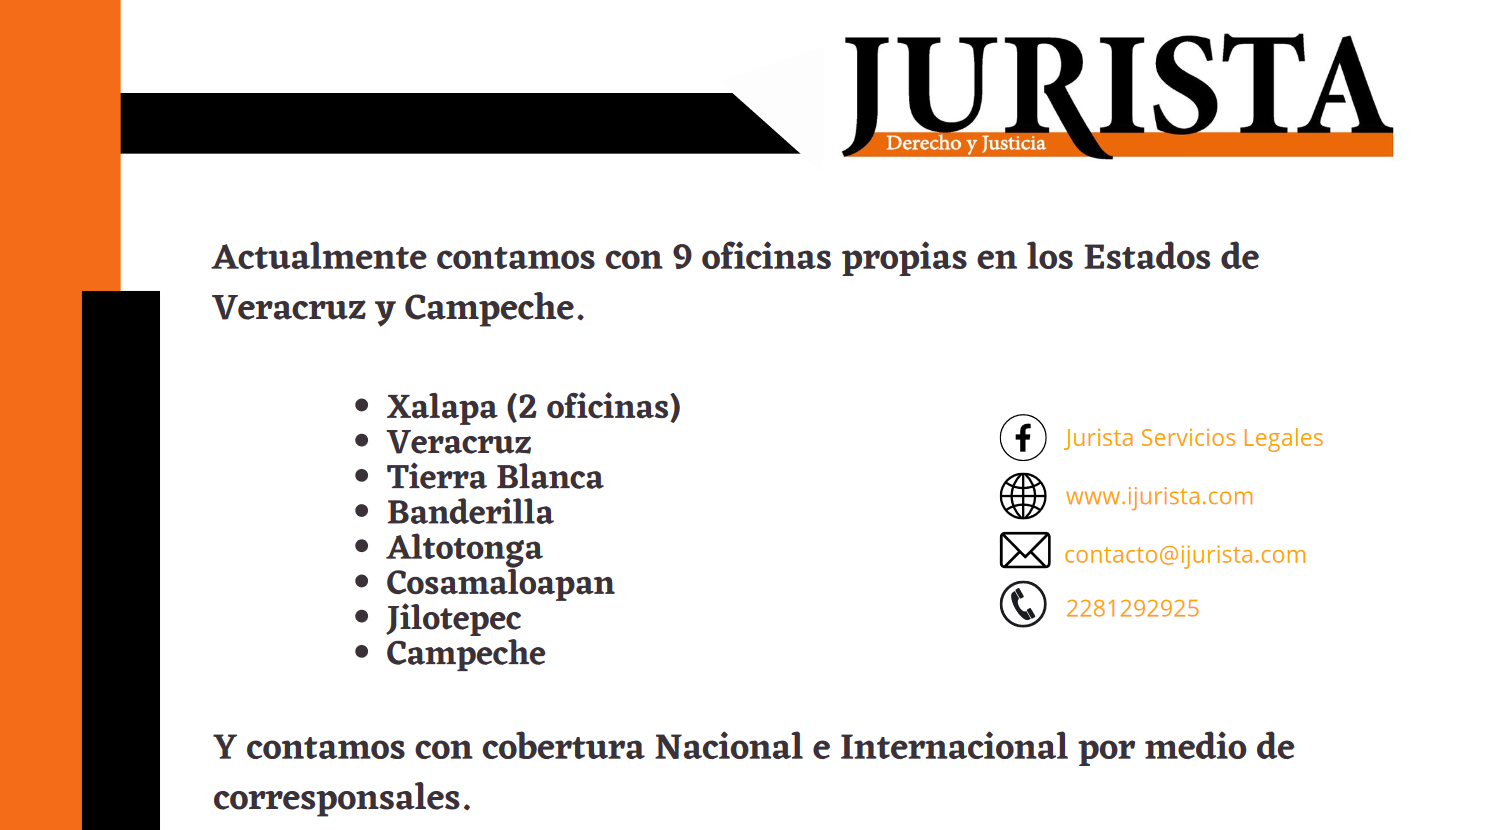 JURISTA
Derecho y Justicia
Actualmente contamos con 9 oficinas propias en los Estados de
Veracruz y Campeche.
• Xalapa (2 oficinas)
• Veracruz
• Tierra Blanca
• Banderilla
• Altotonga
• Cosamaloapan
• Jilotepec
• Campeche
Jurista Servicios Legales
www.ijurista.com
contacto@ijurista.com
2281292925
Y contamos con cobertura Nacional e Internacional por medio de
corresponsales.